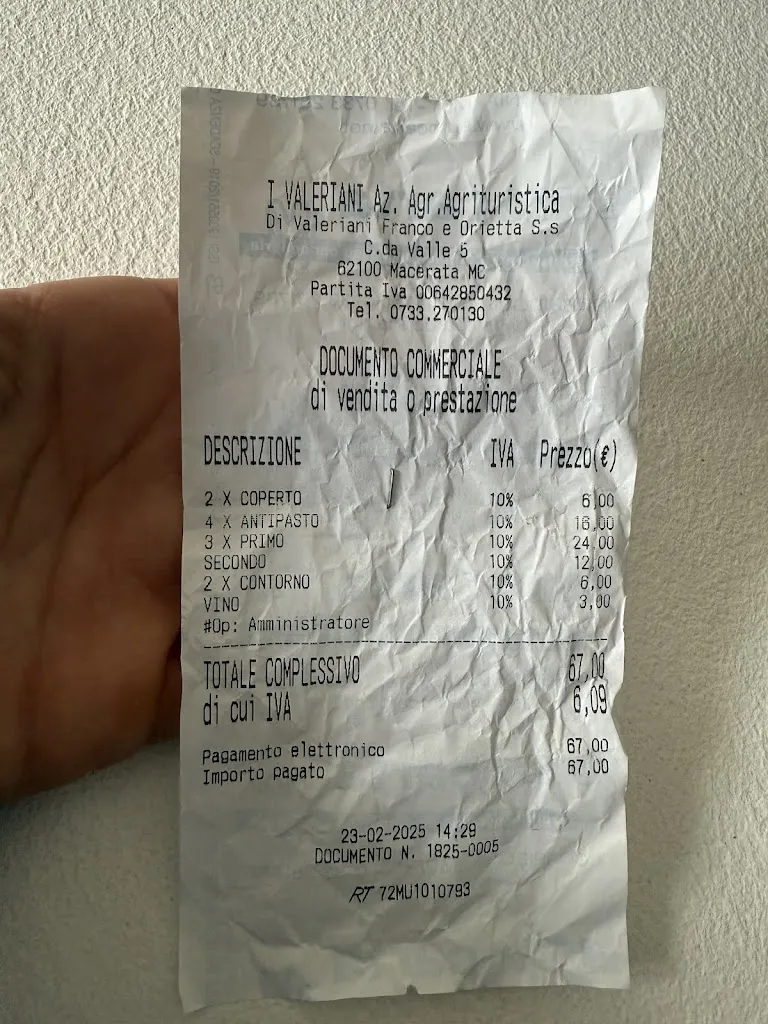 I VALERIANI Az. Agr.Agrituristica
Di Valeriani Franco e Orietta S.s
C.da Valle 5
62100 Macerata MC
Partita Iva 00642850432
Tel. 0733.270130
DOCUMENTO COMMERCIALE
di vendita o prestazione
DESCRIZIONE IVA Prezzo(€)
2 X COPERTO 10% 6,00
4 X ANTIPASTO 10% 16,00
3 X PRIMO 10% 24,00
SECONDO 10% 12,00
2 X CONTORNO 10% 6,00
VINO 10% 3,00
#Op: Amministratore
TOTALE COMPLESSIVO 67,00
di cui IVA 6,09
Pagamento elettronico 67,00
Importo pagato 67,00
23-02-2025 14:29
DOCUMENTO N. 1825-0005
RT 72MU1010793